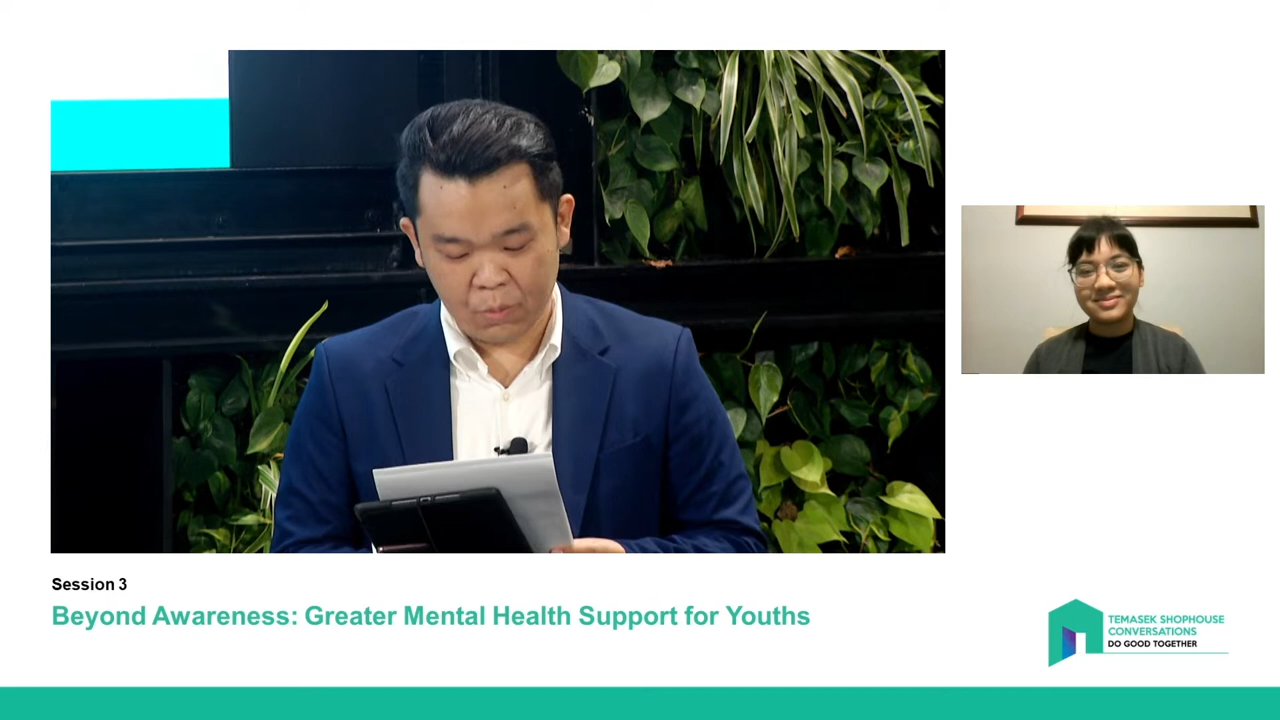 Session 3
Beyond Awareness: Greater Mental Health Support for Youths
TEMASEK SHOPHOUSE
CONVERSATIONS
DO GOOD TOGETHER